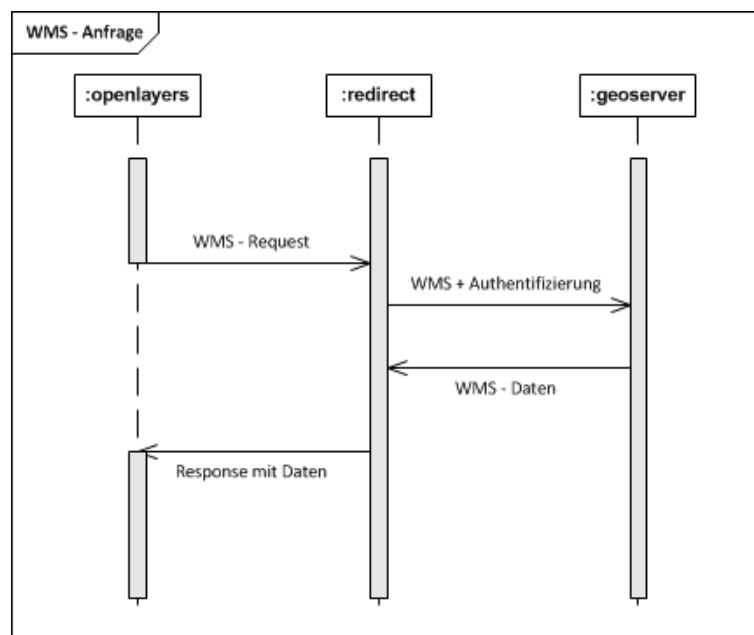 WMS - Anfrage
:openlayers
:redirect
:geoserver
WMS - Request
WMS + Authentifizierung
WMS - Daten
Response mit Daten